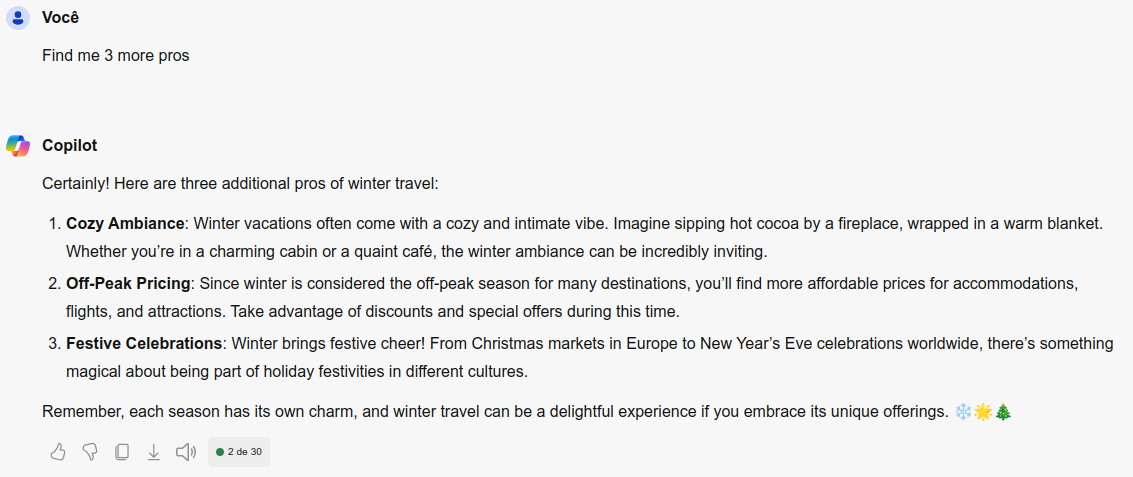 Você
Find me 3 more pros
Copilot
Certainly! Here are three additional pros of winter travel:
1. Cozy Ambiance: Winter vacations often come with a cozy and intimate vibe. Imagine sipping hot cocoa by a fireplace, wrapped in a warm blanket.
Whether you’re in a charming cabin or a quaint café, the winter ambiance can be incredibly inviting.
2. Off-Peak Pricing: Since winter is considered the off-peak season for many destinations, you’ll find more affordable prices for accommodations,
flights, and attractions. Take advantage of discounts and special offers during this time.
3. Festive Celebrations: Winter brings festive cheer! From Christmas markets in Europe to New Year’s Eve celebrations worldwide, there’s something
magical about being part of holiday festivities in different cultures.
Remember, each season has its own charm, and winter travel can be a delightful experience if you embrace its unique offerings. ❄️🌟🎄
2 de 30